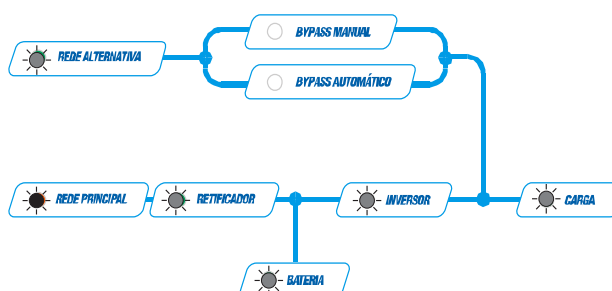 BYPASS MANUAL
REDE ALTERNATIVA
BYPASS AUTOMÁTICO
REDE PRINCIPAL
RETIFICADOR
INVERSOR
CARGA
BATERIA